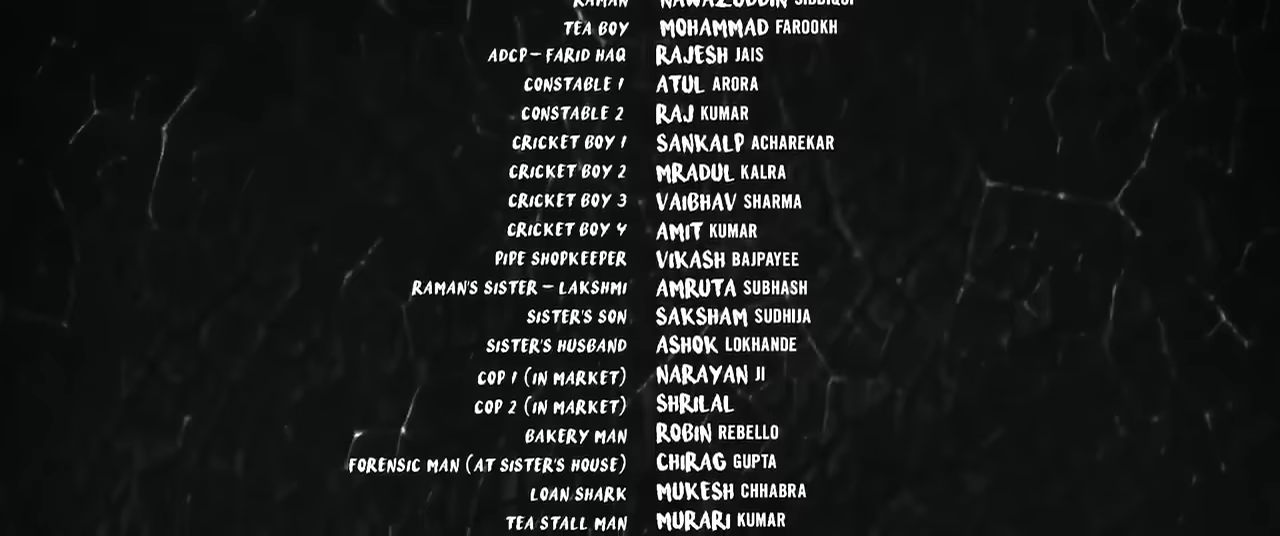 RAMAN NAWAZUDDIN SIDDIQUI
TEA BOY MOHAMMAD FAROOKH
ADCP - FARID HAQ RAJESH JAIS
CONSTABLE 1 ATUL ARORA
CONSTABLE 2 RAJ KUMAR
CRICKET BOY 1 SANKALP ACHAREKAR
CRICKET BOY 2 MRADUL KALRA
CRICKET BOY 3 VAIBHAV SHARMA
CRICKET BOY 4 AMIT KUMAR
PIPE SHOPKEEPER VIKASH BAJPAYEE
RAMAN'S SISTER - LAKSHMI AMRUTA SUBHASH
SISTER'S SON SAKSHAM SUDHIJA
SISTER'S HUSBAND ASHOK LOKHANDE
COP 1 (IN MARKET) NARAYAN JI
COP 2 (IN MARKET) SHRILAL
BAKERY MAN ROBIN REBELLO
FORENSIC MAN (AT SISTER'S HOUSE) CHIRAG GUPTA
LOAN SHARK MUKESH CHHABRA
TEA STALL MAN MURARI KUMAR